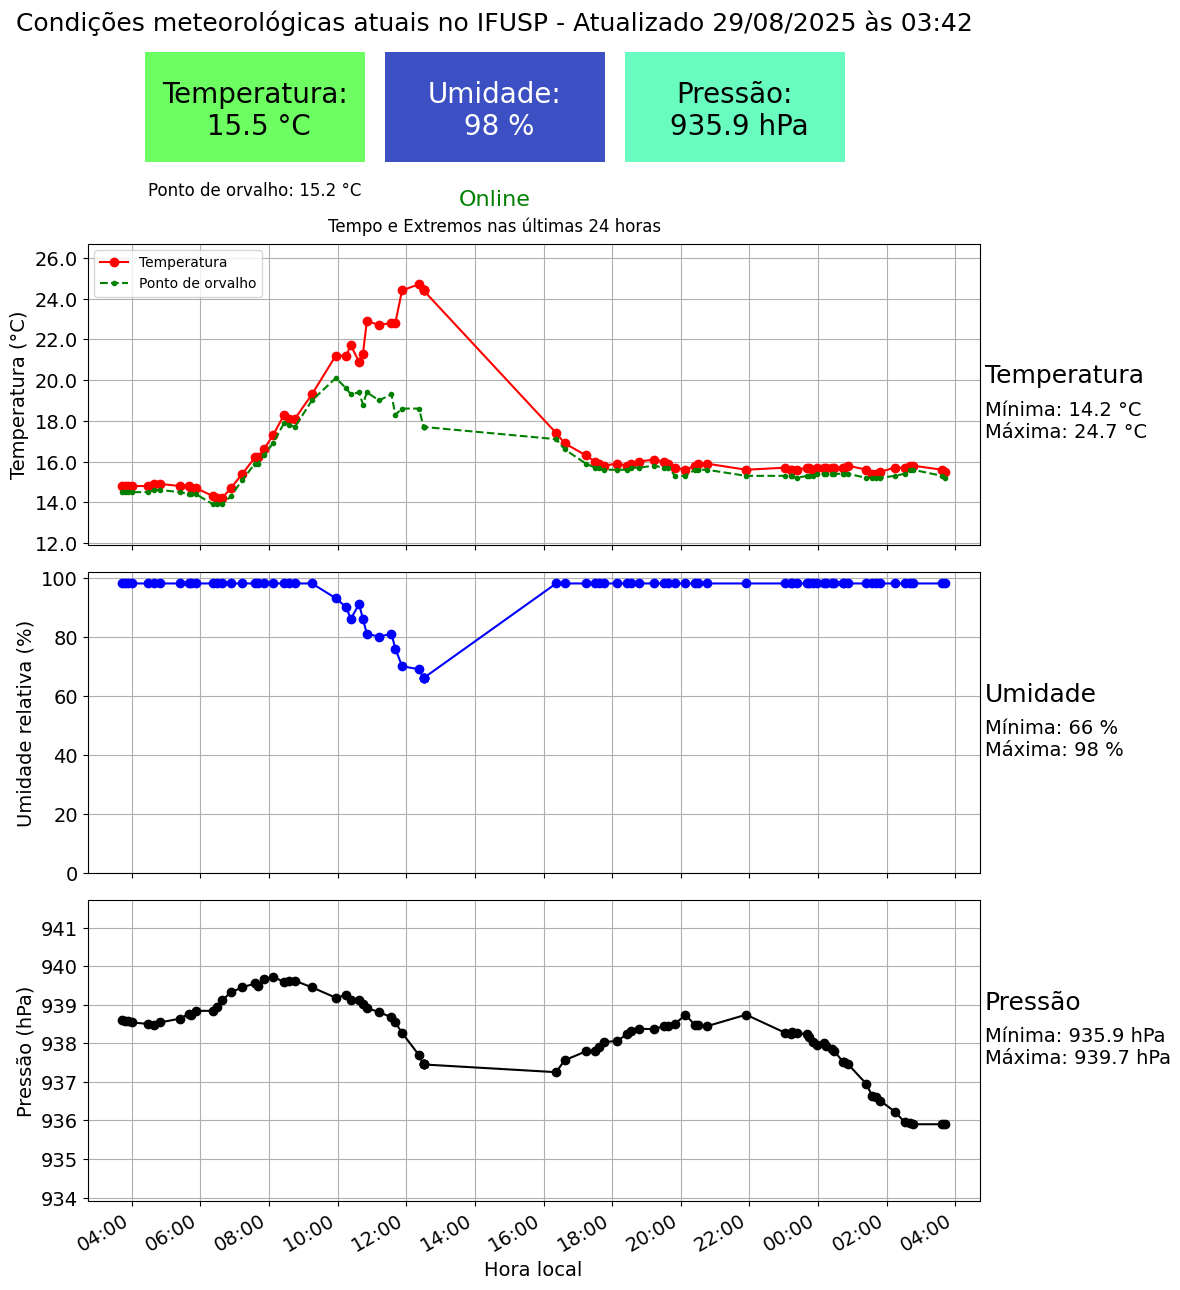 Condições meteorológicas atuais no IFUSP - Atualizado 29/08/2025 às 03:42
Temperatura:
15.5 °C
Umidade:
98 %
Pressão:
935.9 hPa
Ponto de orvalho: 15.2 °C
Online
Tempo e Extremos nas últimas 24 horas
Temperatura
Ponto de orvalho
Temperatura (°C)
26.0
24.0
22.0
20.0
18.0
16.0
14.0
12.0
Temperatura
Mínima: 14.2 °C
Máxima: 24.7 °C
Umidade relativa (%)
100
80
60
40
20
0
Umidade
Mínima: 66 %
Máxima: 98 %
Pressão (hPa)
941
940
939
938
937
936
935
934
Pressão
Mínima: 935.9 hPa
Máxima: 939.7 hPa
04:00 06:00 08:00 10:00 12:00 14:00 16:00 18:00 20:00 22:00 00:00 02:00 04:00
Hora local